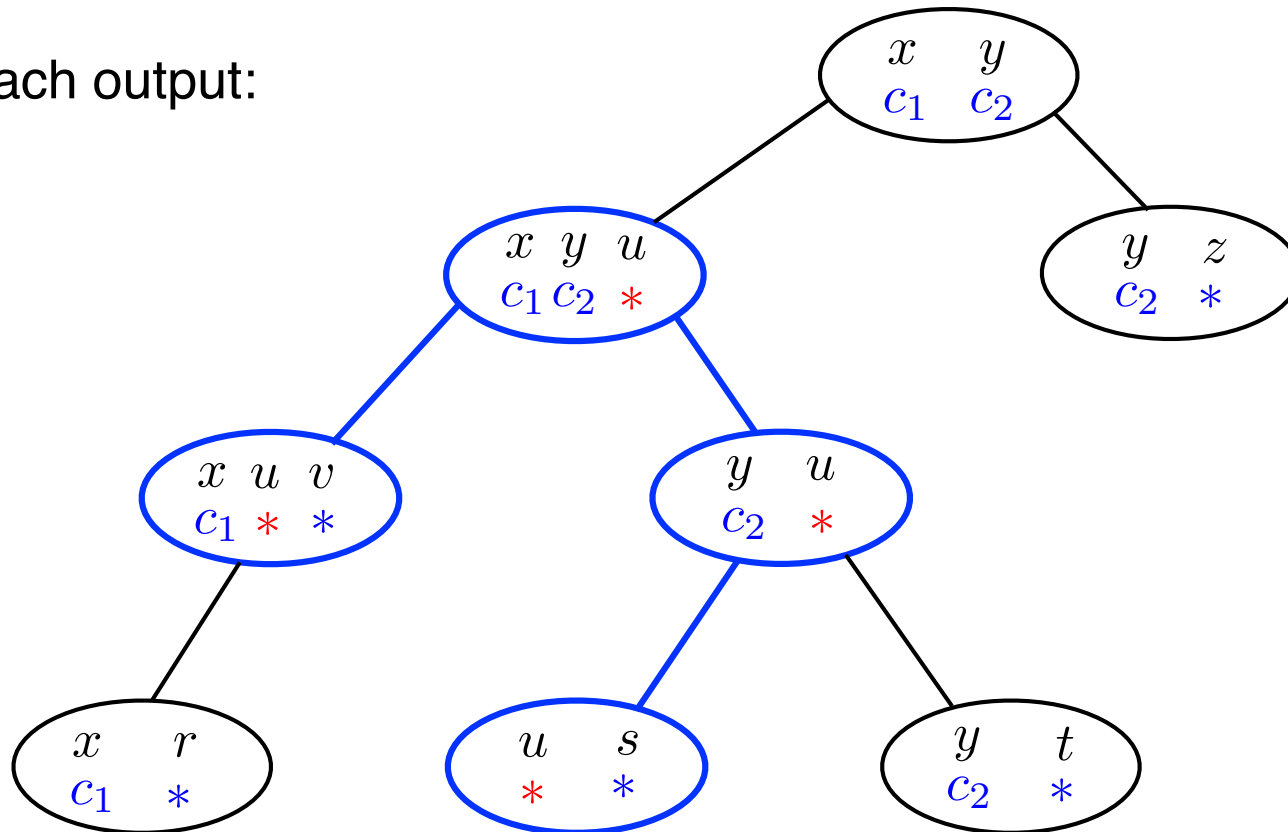 ach output:
x y
c₁ c₂
x y u
c₁ c₂ *
y z
c₂ *
x u v
c₁ * *
y u
c₂ *
x r
c₁ *
u s
* *
y t
c₂ *